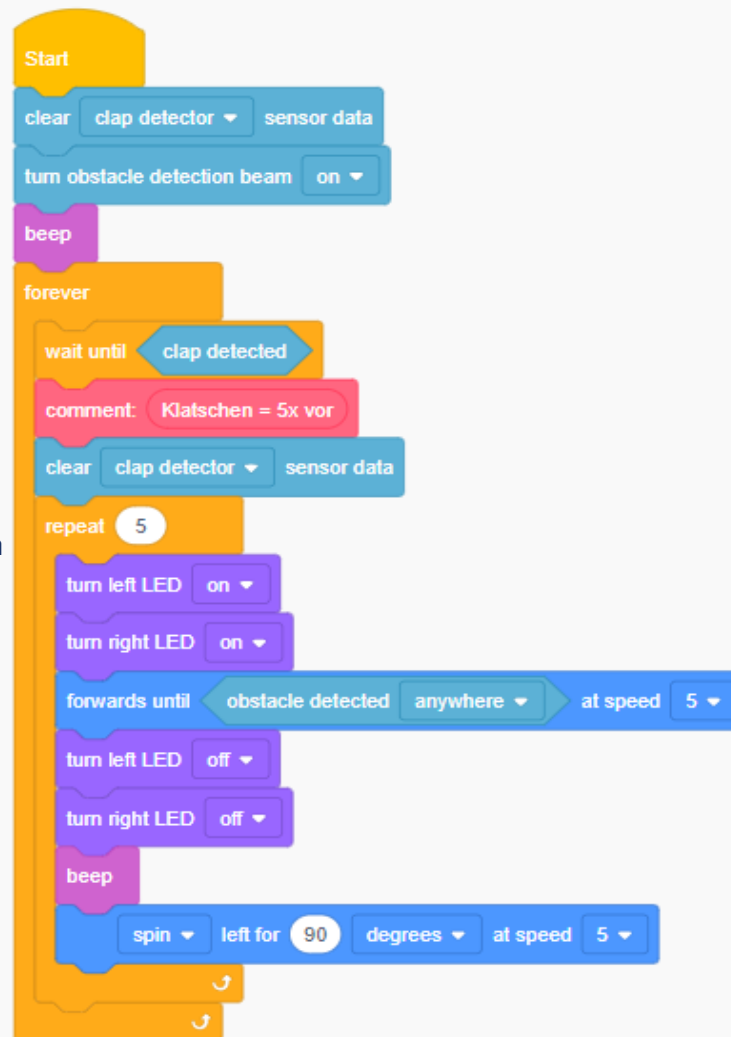 Start
clear clap detector sensor data
turn obstacle detection beam on
beep
forever
wait until clap detected
comment: Klatschen = 5x vor
clear clap detector sensor data
repeat 5
turn left LED on
turn right LED on
forwards until obstacle detected anywhere at speed 5
turn left LED off
turn right LED off
beep
spin left for 90 degrees at speed 5